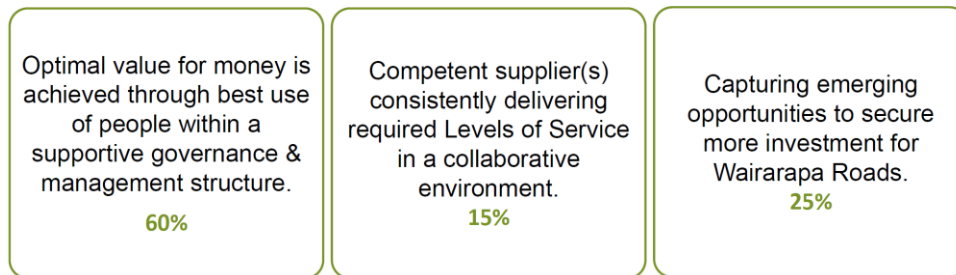 Optimal value for money is
achieved through best use
of people within a
supportive governance &
management structure.
60%
Competent supplier(s)
consistently delivering
required Levels of Service
in a collaborative
environment.
15%
Capturing emerging
opportunities to secure
more investment for
Wairarapa Roads.
25%